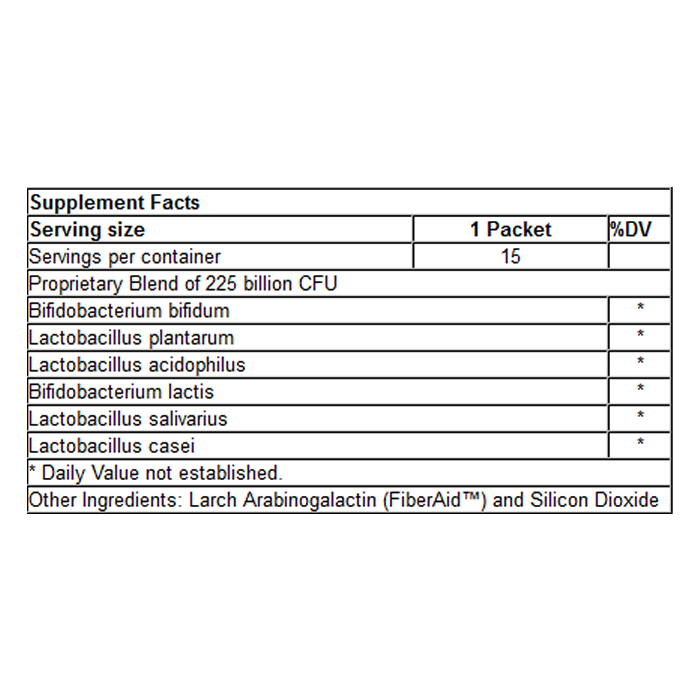 Supplement Facts
Serving size 1 Packet %DV
Servings per container 15
Proprietary Blend of 225 billion CFU
Bifidobacterium bifidum *
Lactobacillus plantarum *
Lactobacillus acidophilus *
Bifidobacterium lactis *
Lactobacillus salivarius *
Lactobacillus casei *
* Daily Value not established.
Other Ingredients: Larch Arabinogalactin (FiberAid™) and Silicon Dioxide